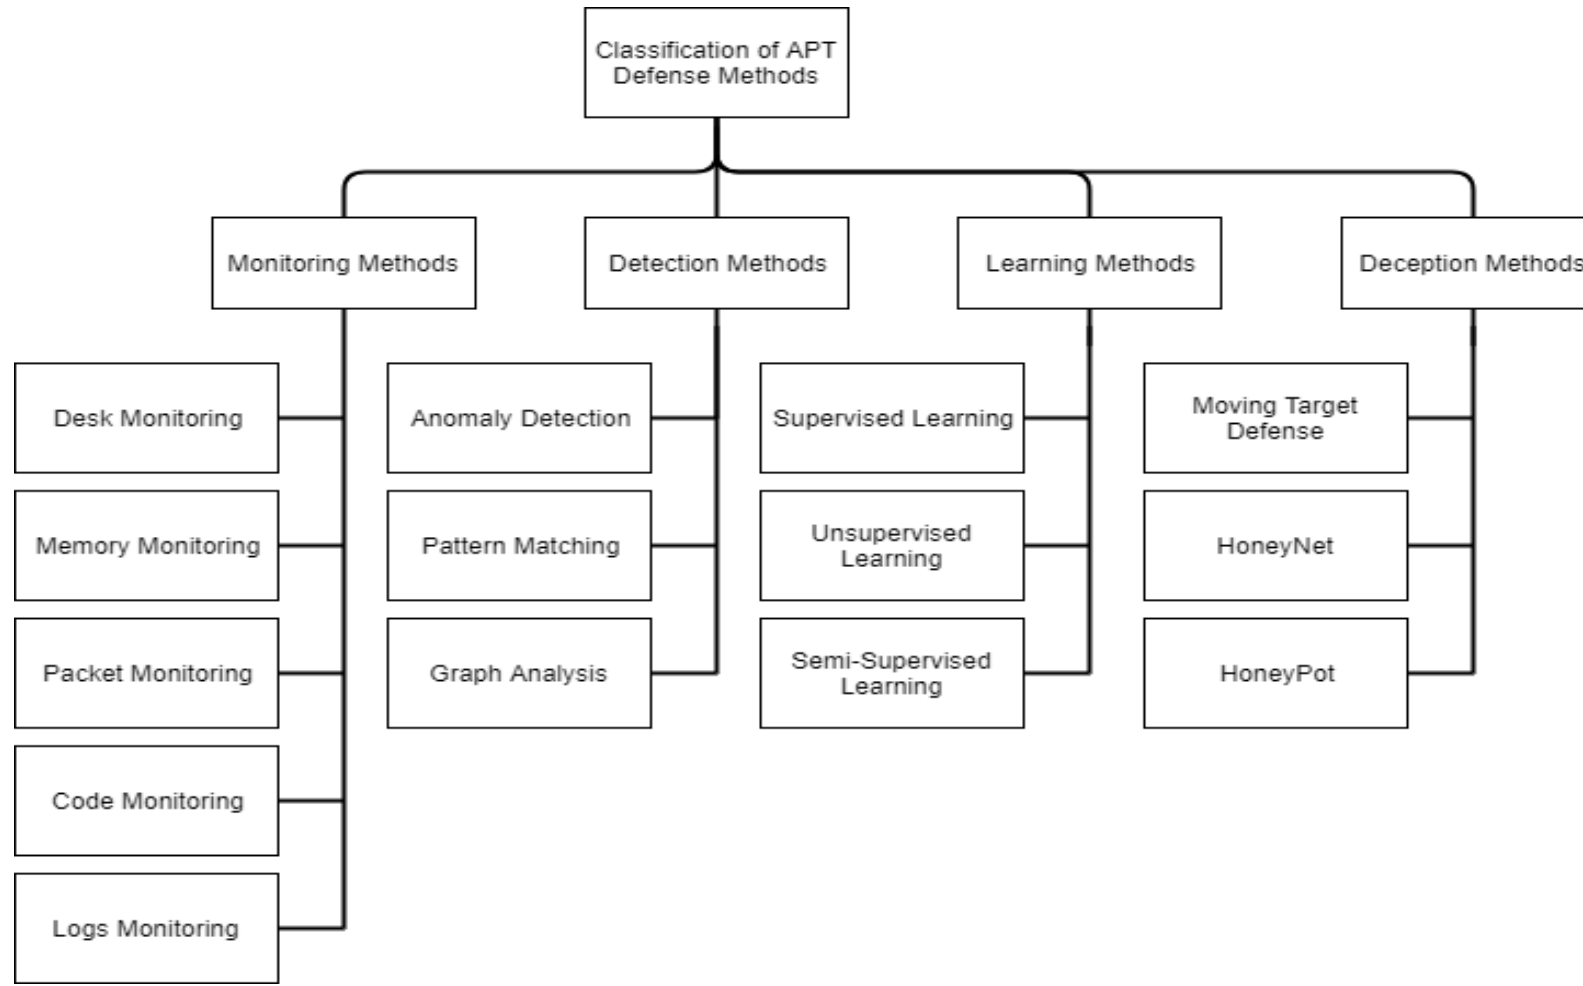 Classification of APT
Defense Methods
Monitoring Methods
Detection Methods
Learning Methods
Deception Methods
Desk Monitoring
Memory Monitoring
Packet Monitoring
Code Monitoring
Logs Monitoring
Anomaly Detection
Pattern Matching
Graph Analysis
Supervised Learning
Unsupervised
Learning
Semi-Supervised
Learning
Moving Target
Defense
HoneyNet
HoneyPot